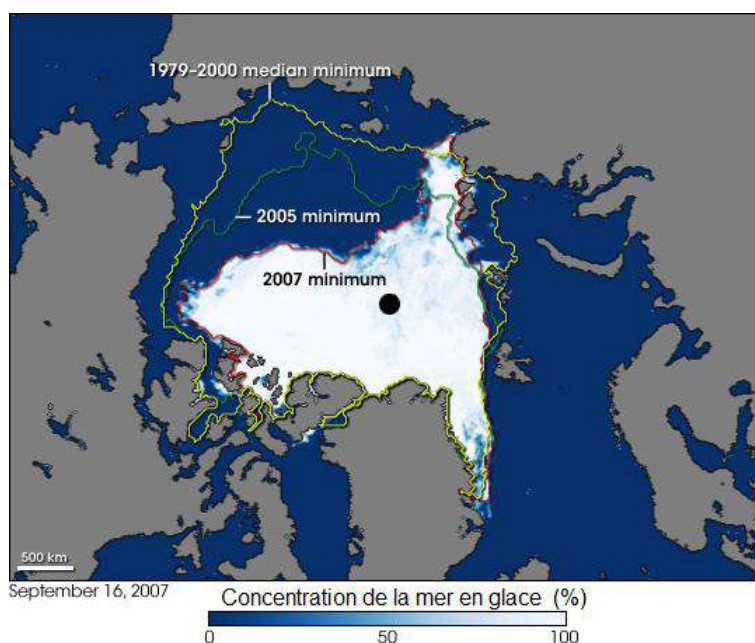 1979-2000 median minimum
2005 minimum
2007 minimum
500 km
September 16, 2007
Concentration de la mer en glace (%)
0 50 100